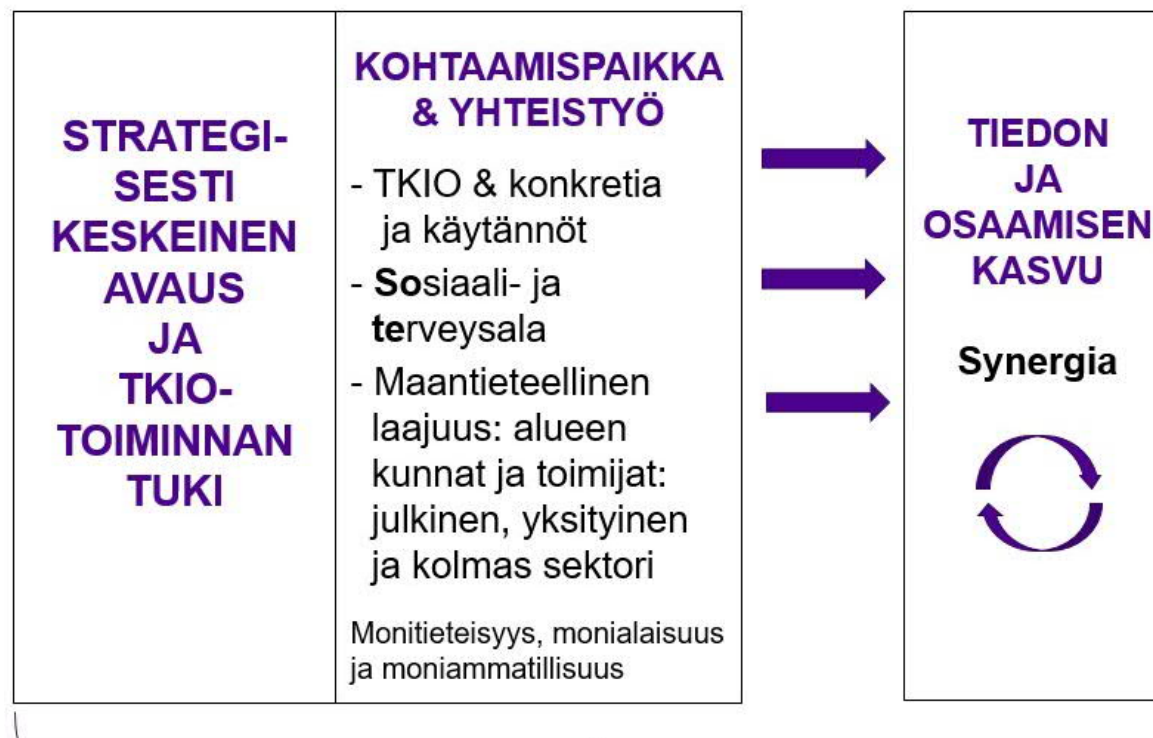 STRATEGI-
SESTI
KESKEINEN
AVAUS
JA
TKIO-
TOIMINNAN
TUKI
KOHTAAMISPAIKKA
& YHTEISTYÖ
- TKIO & konkretia
ja käytännöt
- Sosiaali- ja
terveysala
- Maantieteellinen
laajuus: alueen
kunnat ja toimijat:
julkinen, yksityinen
ja kolmas sektori
Monitieteisyys, monialaisuus
ja moniammatillisuus
TIEDON
JA
OSAAMISEN
KASVU
Synergia